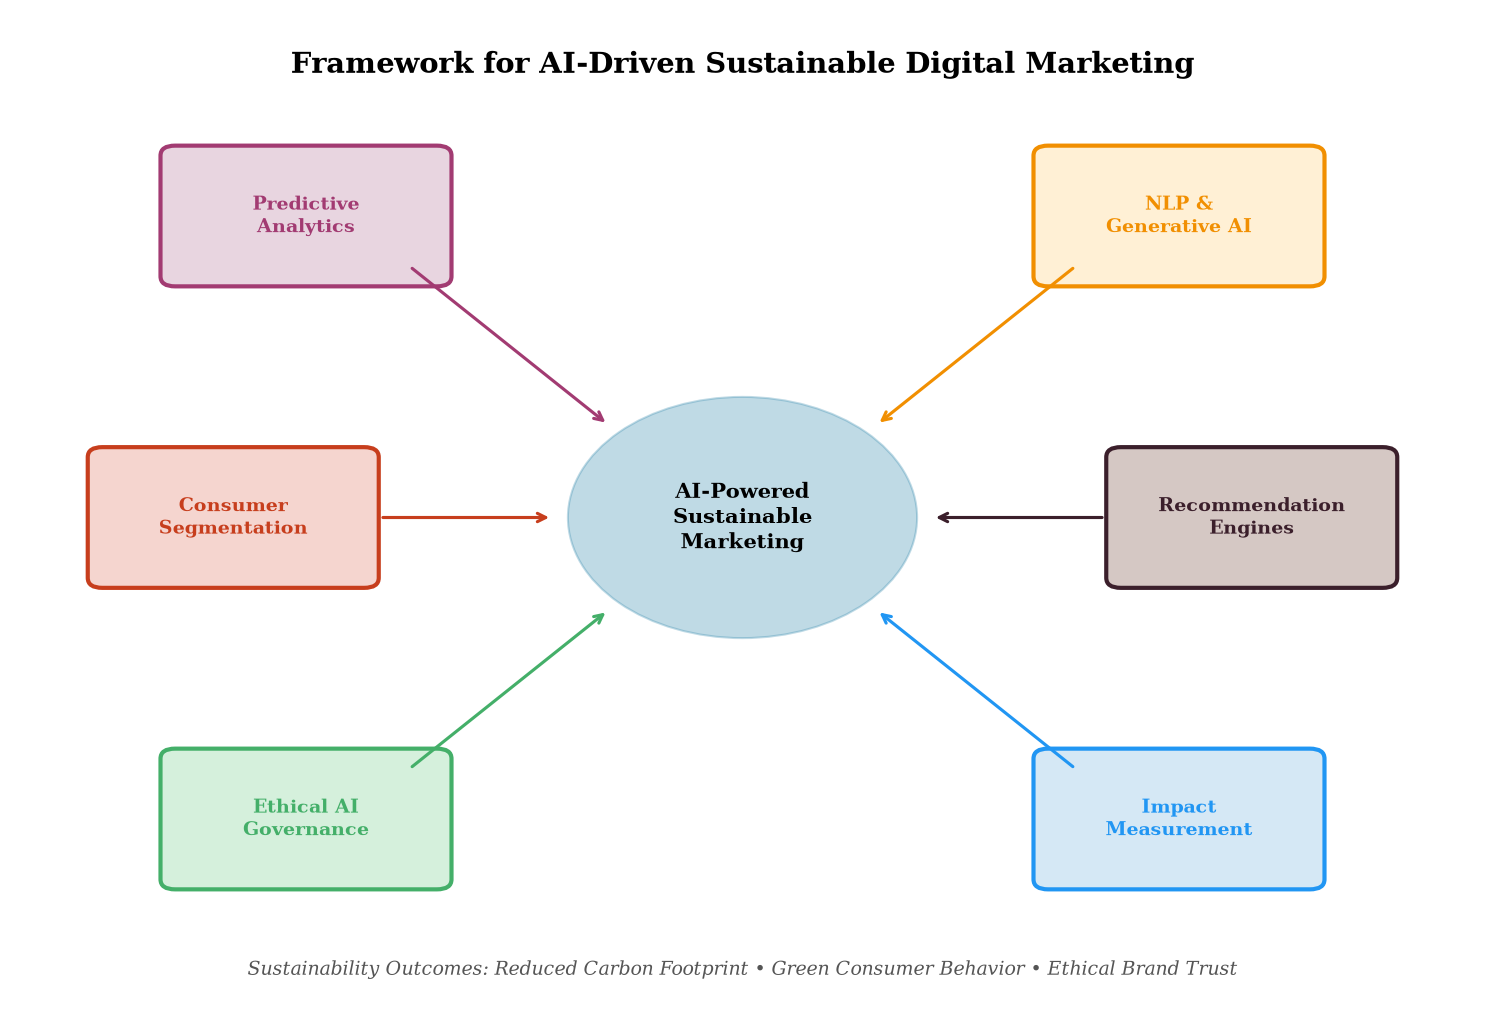 Framework for AI-Driven Sustainable Digital Marketing
Predictive
Analytics
NLP &
Generative AI
Consumer
Segmentation
AI-Powered
Sustainable
Marketing
Recommendation
Engines
Ethical AI
Governance
Impact
Measurement
Sustainability Outcomes: Reduced Carbon Footprint • Green Consumer Behavior • Ethical Brand Trust